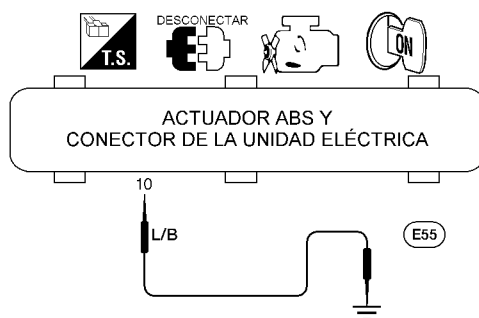 DESCONECTAR
T.S.
ON
ACTUADOR ABS Y
CONECTOR DE LA UNIDAD ELÉCTRICA
10
L/B
E55